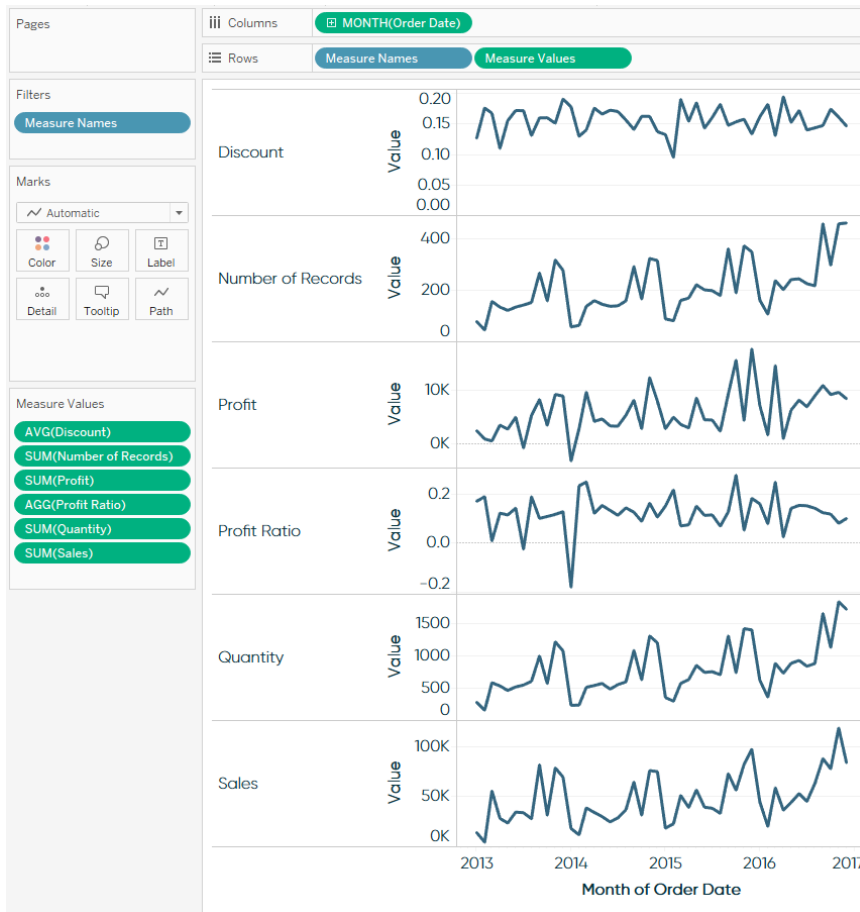 Pages
Columns
MONTH(Order Date)
Rows
Measure Names
Measure Values
Filters
Measure Names
Marks
Automatic
Color
Size
Label
Detail
Tooltip
Path
Measure Values
AVG(Discount)
SUM(Number of Records)
SUM(Profit)
AGG(Profit Ratio)
SUM(Quantity)
SUM(Sales)
Discount
Value
0.20
0.15
0.10
0.05
0.00
Number of Records
Value
400
200
0
Profit
Value
10K
0K
Profit Ratio
Value
0.2
0.0
−0.2
Quantity
Value
1500
1000
500
0
Sales
Value
100K
50K
0K
2013 2014 2015 2016 2017
Month of Order Date